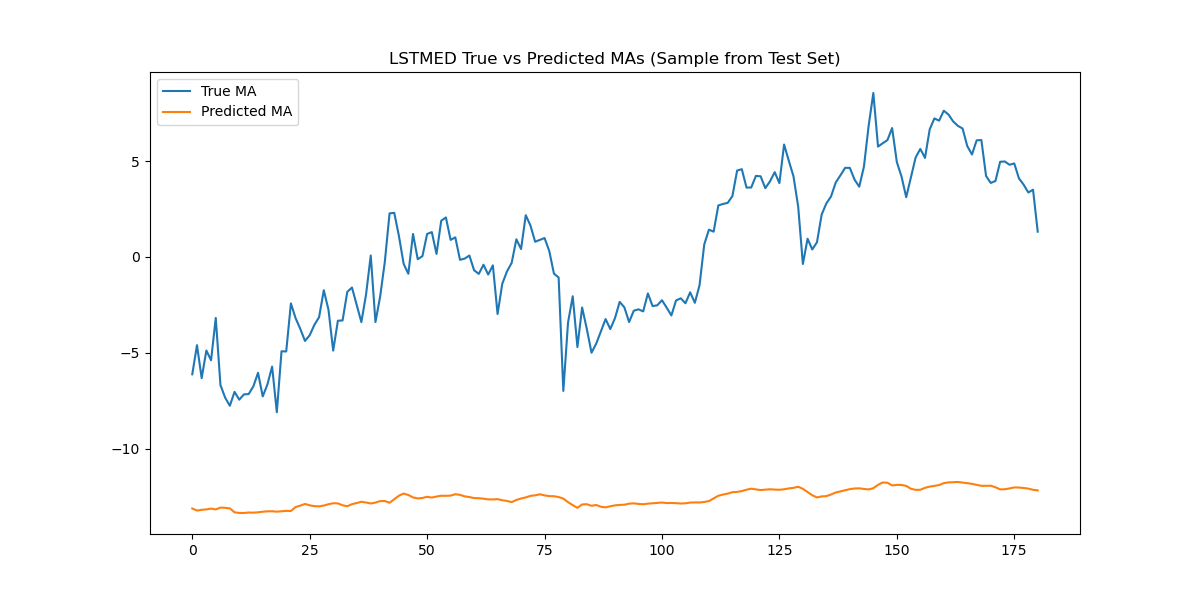 LSTMED True vs Predicted MAs (Sample from Test Set)
True MA
Predicted MA
5
0
−5
−10
0 25 50 75 100 125 150 175